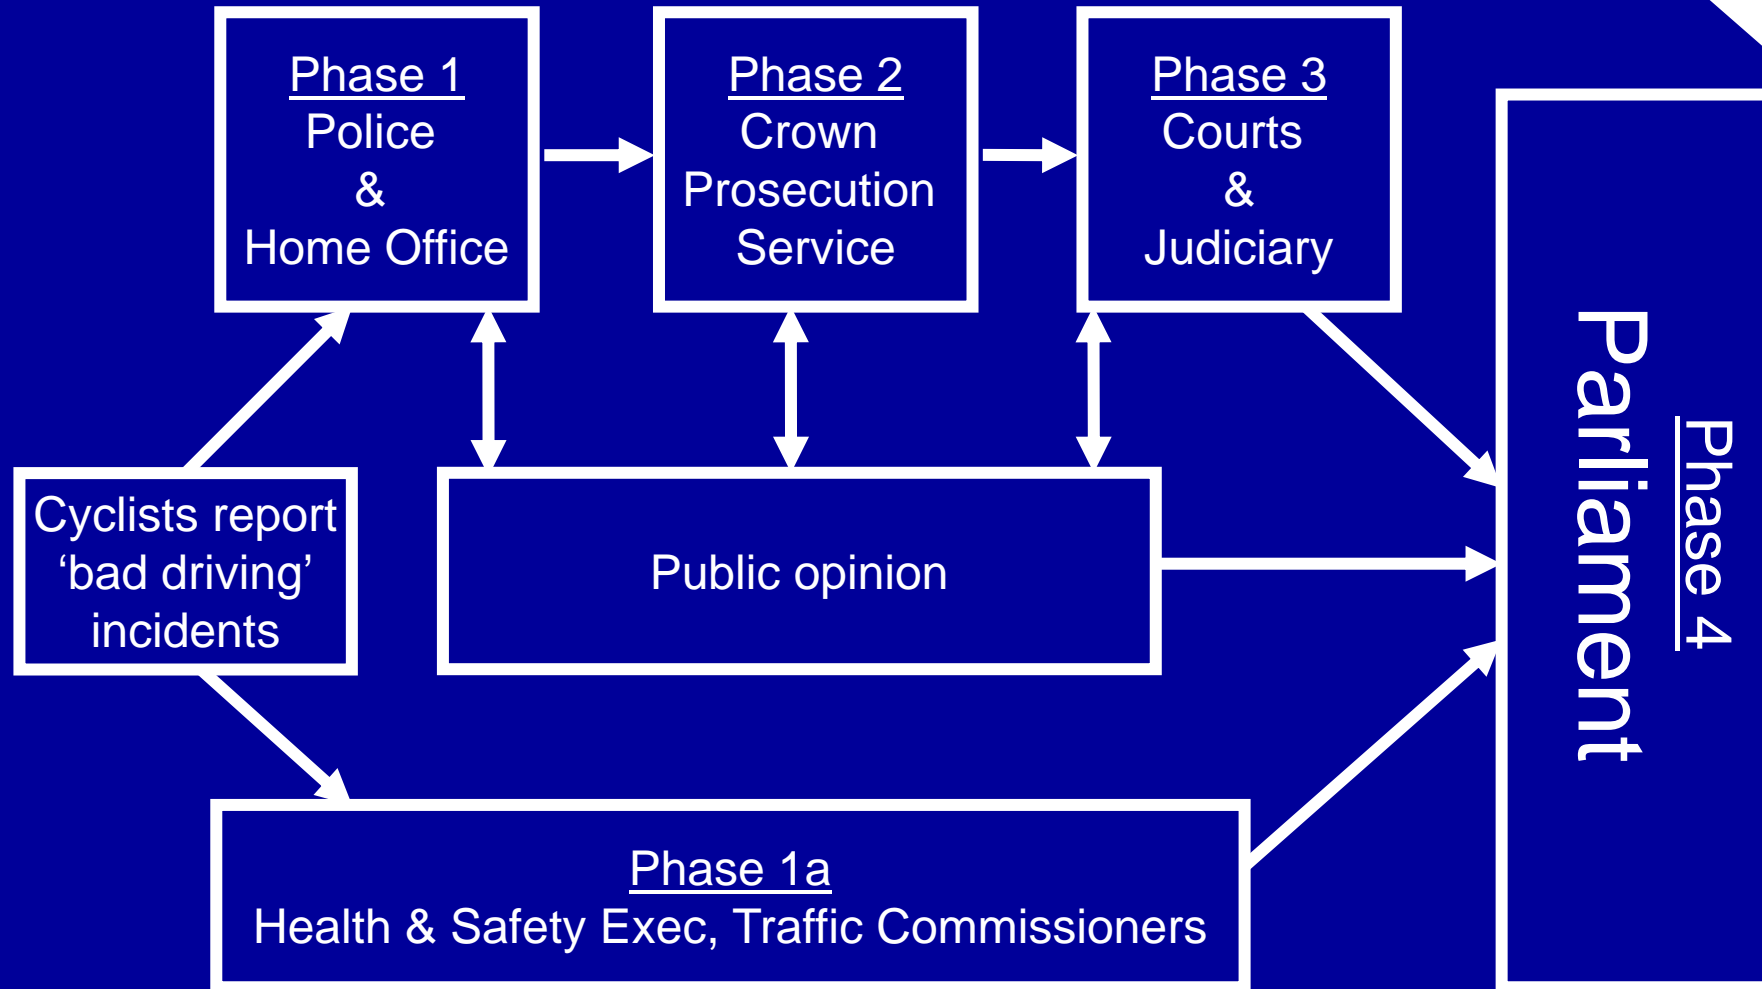 Phase 1
Police
&
Home Office
Phase 2
Crown
Prosecution
Service
Phase 3
Courts
&
Judiciary
Cyclists report
‘bad driving’
incidents
Public opinion
Phase 1a
Health & Safety Exec, Traffic Commissioners
Phase 4
Parliament